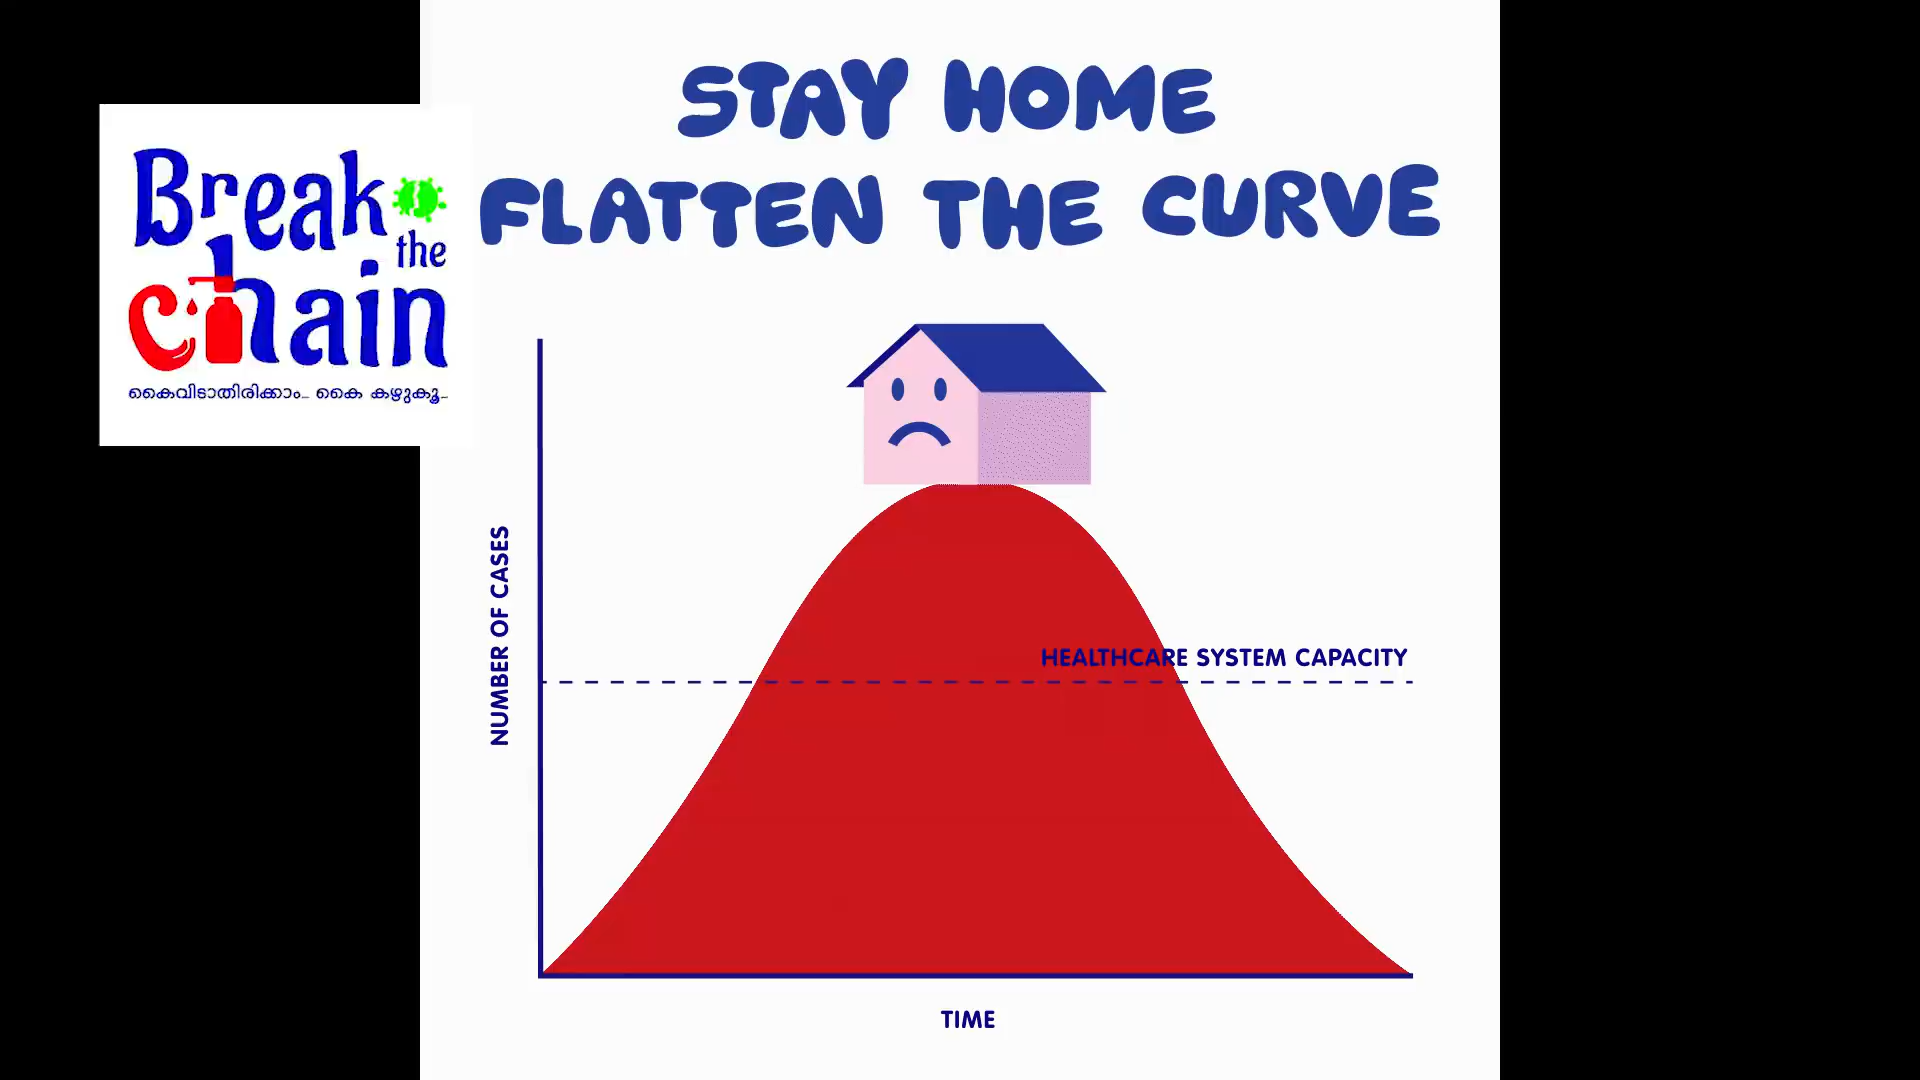 STAY HOME
FLATTEN THE CURVE
Break
the
chain
കൈവിടാതിരിക്കാം... കൈ കഴുകൂ...
NUMBER OF CASES
HEALTHCARE SYSTEM CAPACITY
TIME